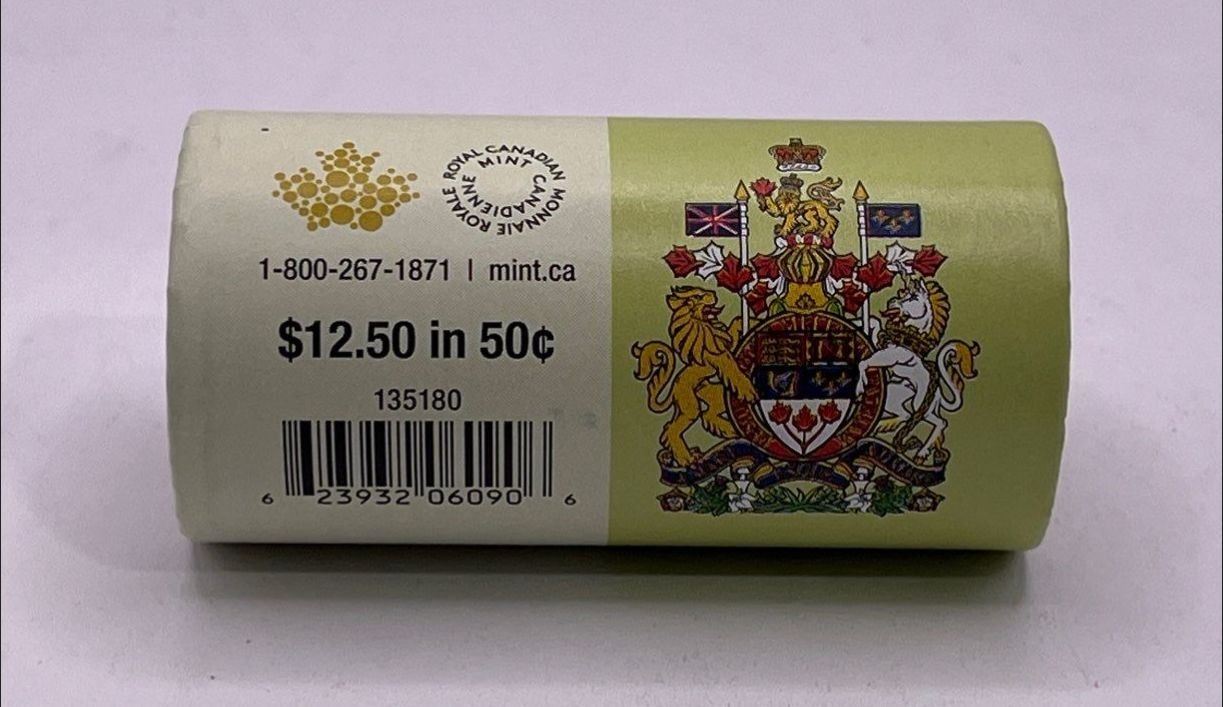 ROYAL CANADIAN MINT
MONNAIE ROYALE CANADIENNE
1-800-267-1871 | mint.ca
$12.50 in 50¢
135180
6 23932 06090 6